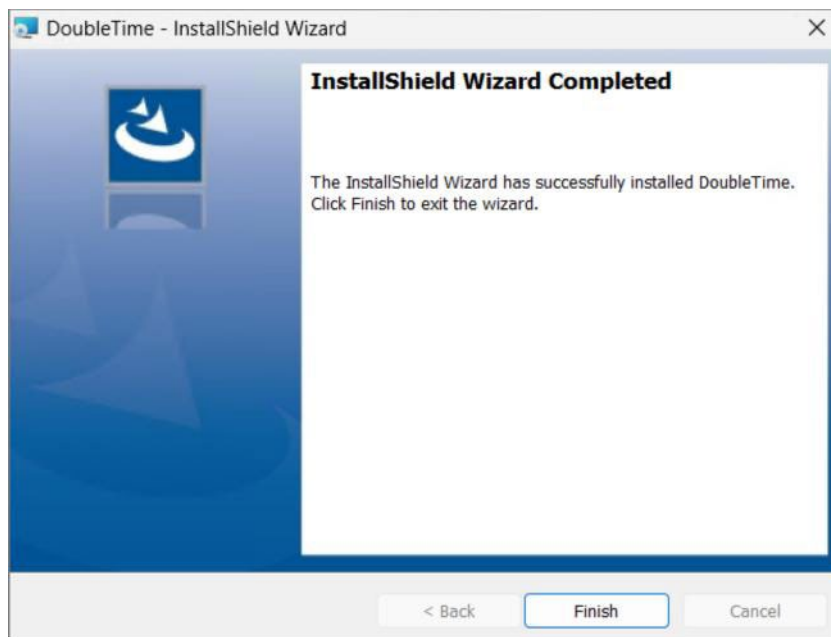 DoubleTime - InstallShield Wizard
InstallShield Wizard Completed
The InstallShield Wizard has successfully installed DoubleTime.
Click Finish to exit the wizard.
< Back
Finish
Cancel